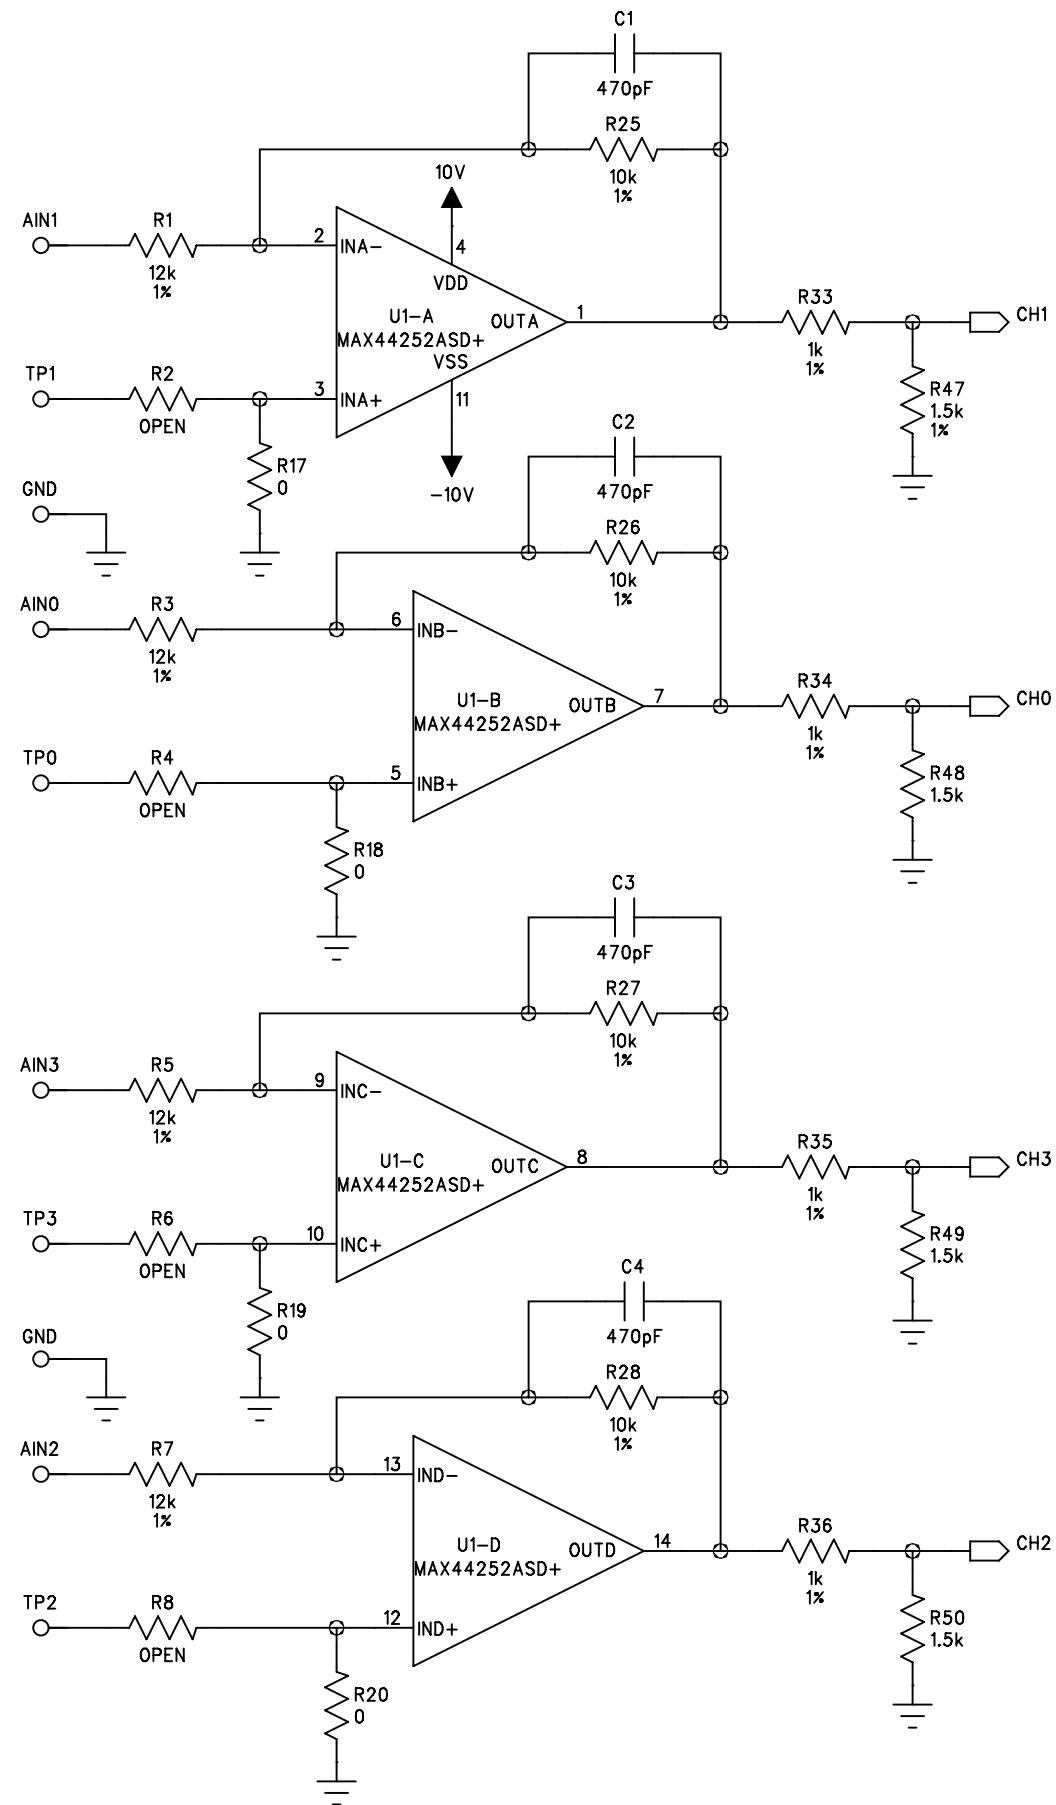 C1
470pF
R25
10k
1%
10V
AIN1
R1
12k
1%
2
INA-
4
VDD
U1-A
MAX44252ASD+
OUTA
1
VSS
R33
1k
1%
CH1
TP1
R2
OPEN
3
INA+
11
-10V
R47
1.5k
1%
R17
0
GND
C2
470pF
R26
10k
1%
AIN0
R3
12k
1%
6
INB-
U1-B
MAX44252ASD+
OUTB
7
R34
1k
1%
CH0
TP0
R4
OPEN
5
INB+
R48
1.5k
R18
0
C3
470pF
R27
10k
1%
AIN3
R5
12k
1%
9
INC-
U1-C
MAX44252ASD+
OUTC
8
R35
1k
1%
CH3
TP3
R6
OPEN
10
INC+
R49
1.5k
R19
0
GND
C4
470pF
R28
10k
1%
AIN2
R7
12k
1%
13
IND-
U1-D
MAX44252ASD+
OUTD
14
R36
1k
1%
CH2
TP2
R8
OPEN
12
IND+
R50
1.5k
R20
0